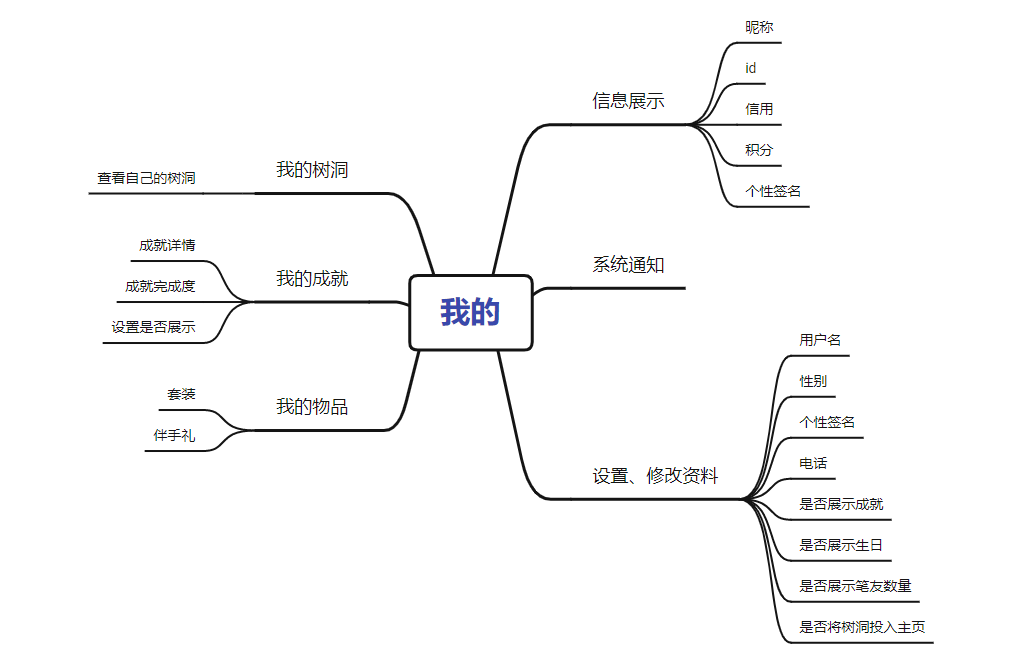 我的
信息展示
昵称
id
信用
积分
个性签名
系统通知
设置、修改资料
用户名
性别
个性签名
电话
是否展示成就
是否展示生日
是否展示笔友数量
是否将树洞投入主页
我的树洞
查看自己的树洞
我的成就
成就详情
成就完成度
设置是否展示
我的物品
套装
伴手礼